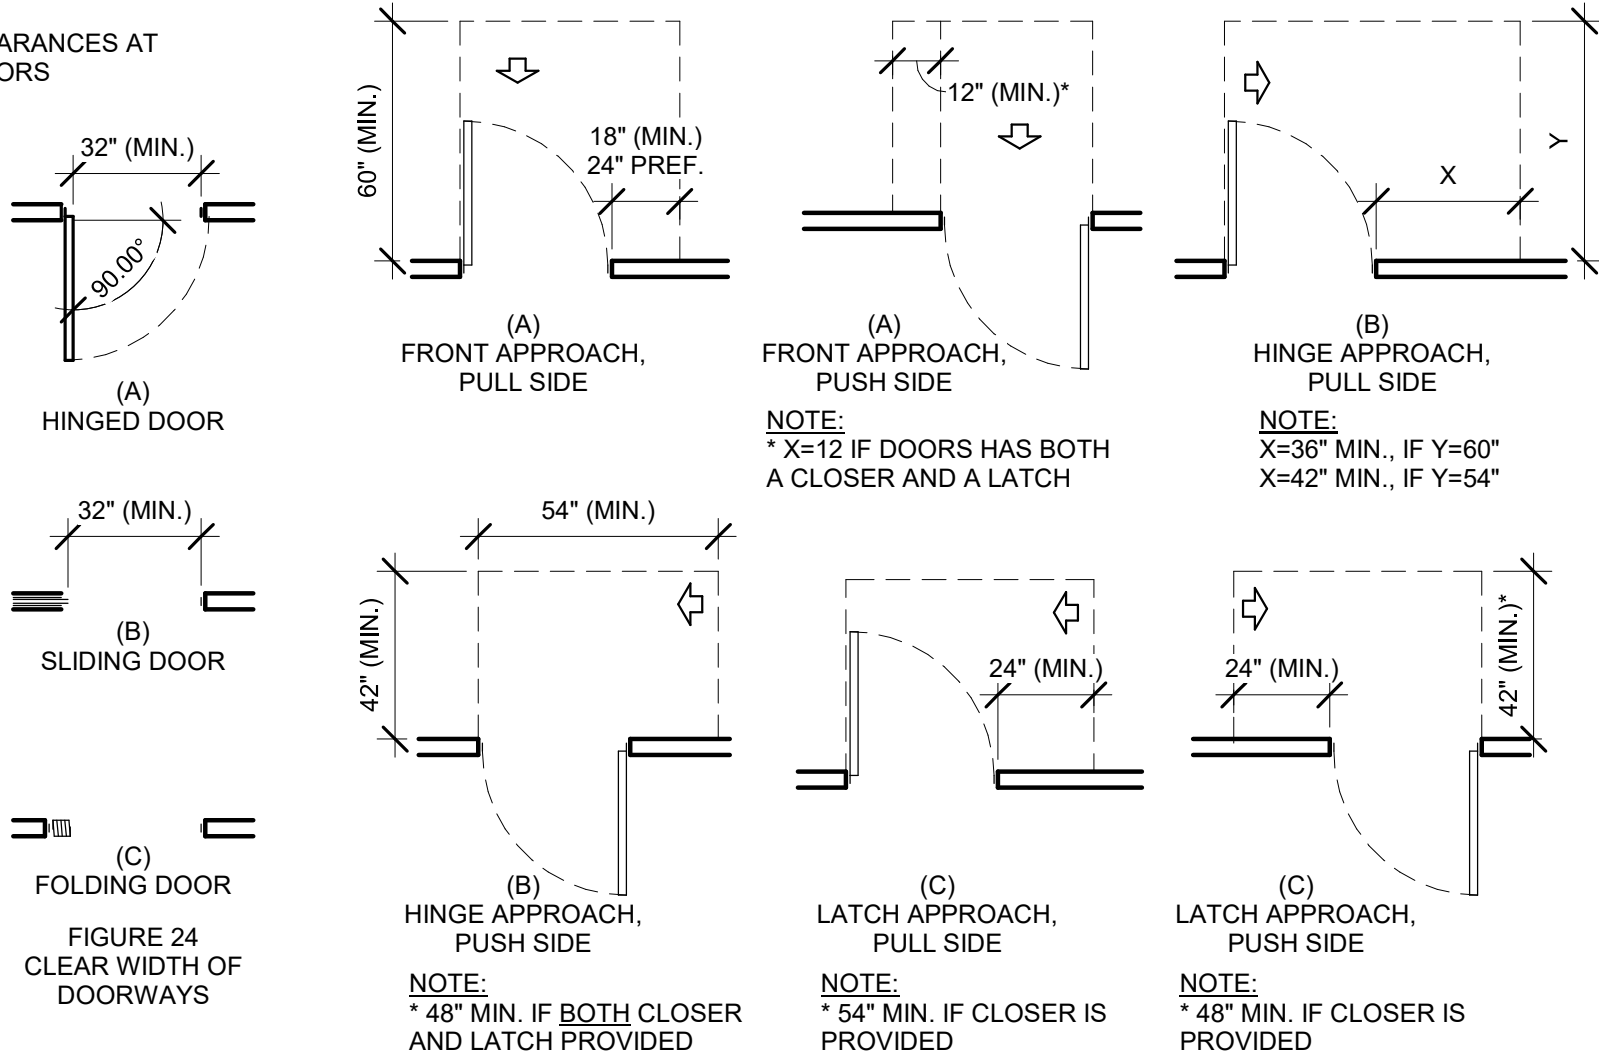 ARANCES AT
ORS
32" (MIN.)
90.00°
(A)
HINGED DOOR
32" (MIN.)
(B)
SLIDING DOOR
(C)
FOLDING DOOR
FIGURE 24
CLEAR WIDTH OF
DOORWAYS
60" (MIN.)
18" (MIN.)
24" PREF.
(A)
FRONT APPROACH,
PULL SIDE
12" (MIN.)*
(A)
FRONT APPROACH,
PUSH SIDE
NOTE:
* X=12 IF DOORS HAS BOTH
A CLOSER AND A LATCH
X
Y
(B)
HINGE APPROACH,
PULL SIDE
NOTE:
X=36" MIN., IF Y=60"
X=42" MIN., IF Y=54"
54" (MIN.)
42" (MIN.)
(B)
HINGE APPROACH,
PUSH SIDE
NOTE:
* 48" MIN. IF BOTH CLOSER
AND LATCH PROVIDED
24" (MIN.)
(C)
LATCH APPROACH,
PULL SIDE
NOTE:
* 54" MIN. IF CLOSER IS
PROVIDED
24" (MIN.)
42" (MIN.)*
(C)
LATCH APPROACH,
PUSH SIDE
NOTE:
* 48" MIN. IF CLOSER IS
PROVIDED